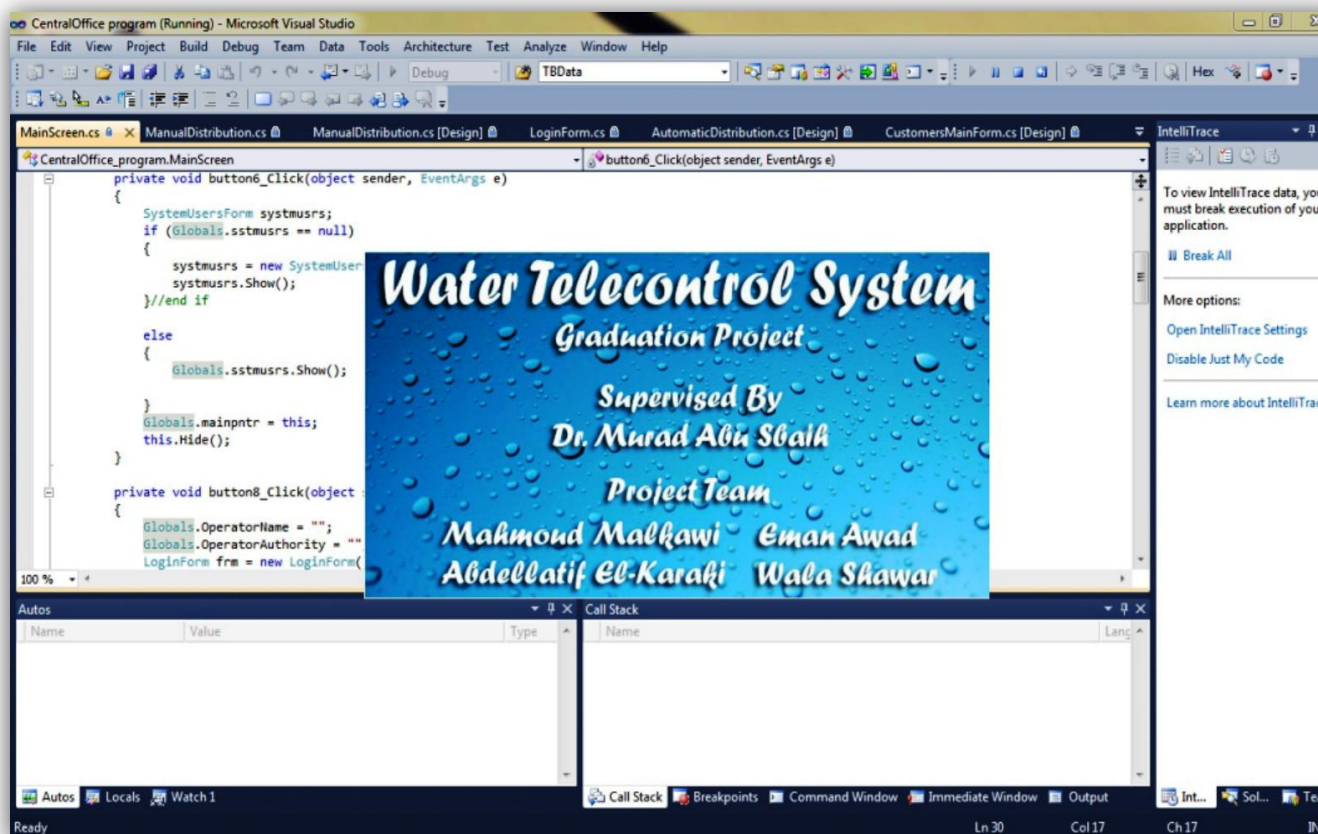 CentralOffice program (Running) - Microsoft Visual Studio
File Edit View Project Build Debug Team Data Tools Architecture Test Analyze Window Help
Debug TBData Hex
MainScreen.cs ManualDistribution.cs ManualDistribution.cs [Design] LoginForm.cs AutomaticDistribution.cs [Design] CustomersMainForm.cs [Design] IntelliTrace
CentralOffice_program.MainScreen button6_Click(object sender, EventArgs e)
private void button6_Click(object sender, EventArgs e)
{
SystemUsersForm systmusrs;
if (Globals.sstmusrs == null)
{
systmusrs = new SystemUser
systmusrs.Show();
}//end if
else
{
Globals.sstmusrs.Show();
}
Globals.mainpntr = this;
this.Hide();
}
private void button8_Click(object
{
Globals.OperatorName = "";
Globals.OperatorAuthority = ""
LoginForm frm = new LoginForm(
100 %
Water Telecontrol System
Graduation Project
Supervised By
Dr. Murad Abu Sbaih
Project Team
Mahmoud Malkawi Eman Awad
Abdellatif El-Karaki Wala Shawar
To view IntelliTrace data, you
must break execution of you
application.
Break All
More options:
Open IntelliTrace Settings
Disable Just My Code
Learn more about IntelliTrac
Autos Call Stack
Name Value Type Name Lang
Autos Locals Watch 1 Call Stack Breakpoints Command Window Immediate Window Output Int... Sol... Te
Ready Ln 30 Col 17 Ch 17 IN